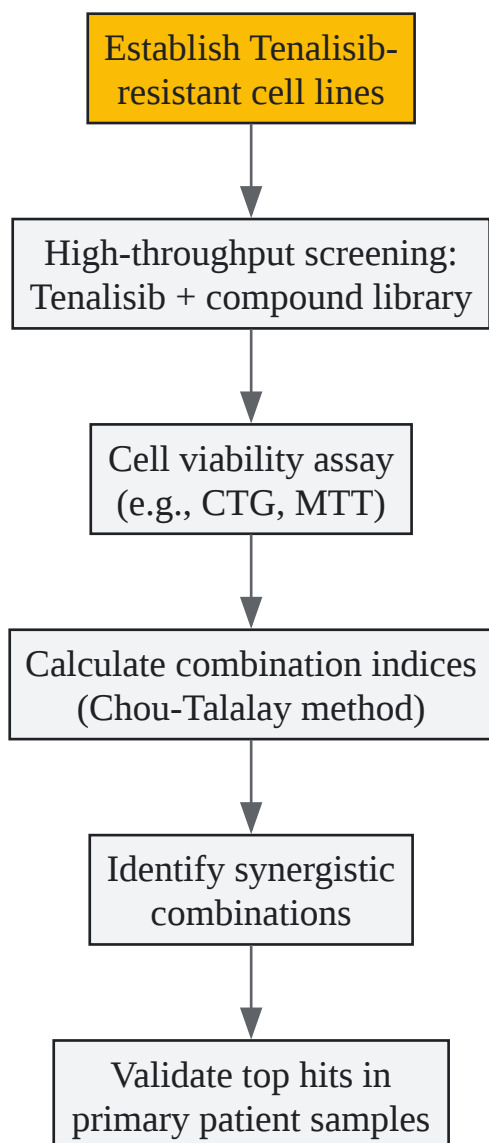 Establish Tenalisib-
resistant cell lines
High-throughput screening:
Tenalisib + compound library
Cell viability assay
(e.g., CTG, MTT)
Calculate combination indices
(Chou-Talalay method)
Identify synergistic
combinations
Validate top hits in
primary patient samples